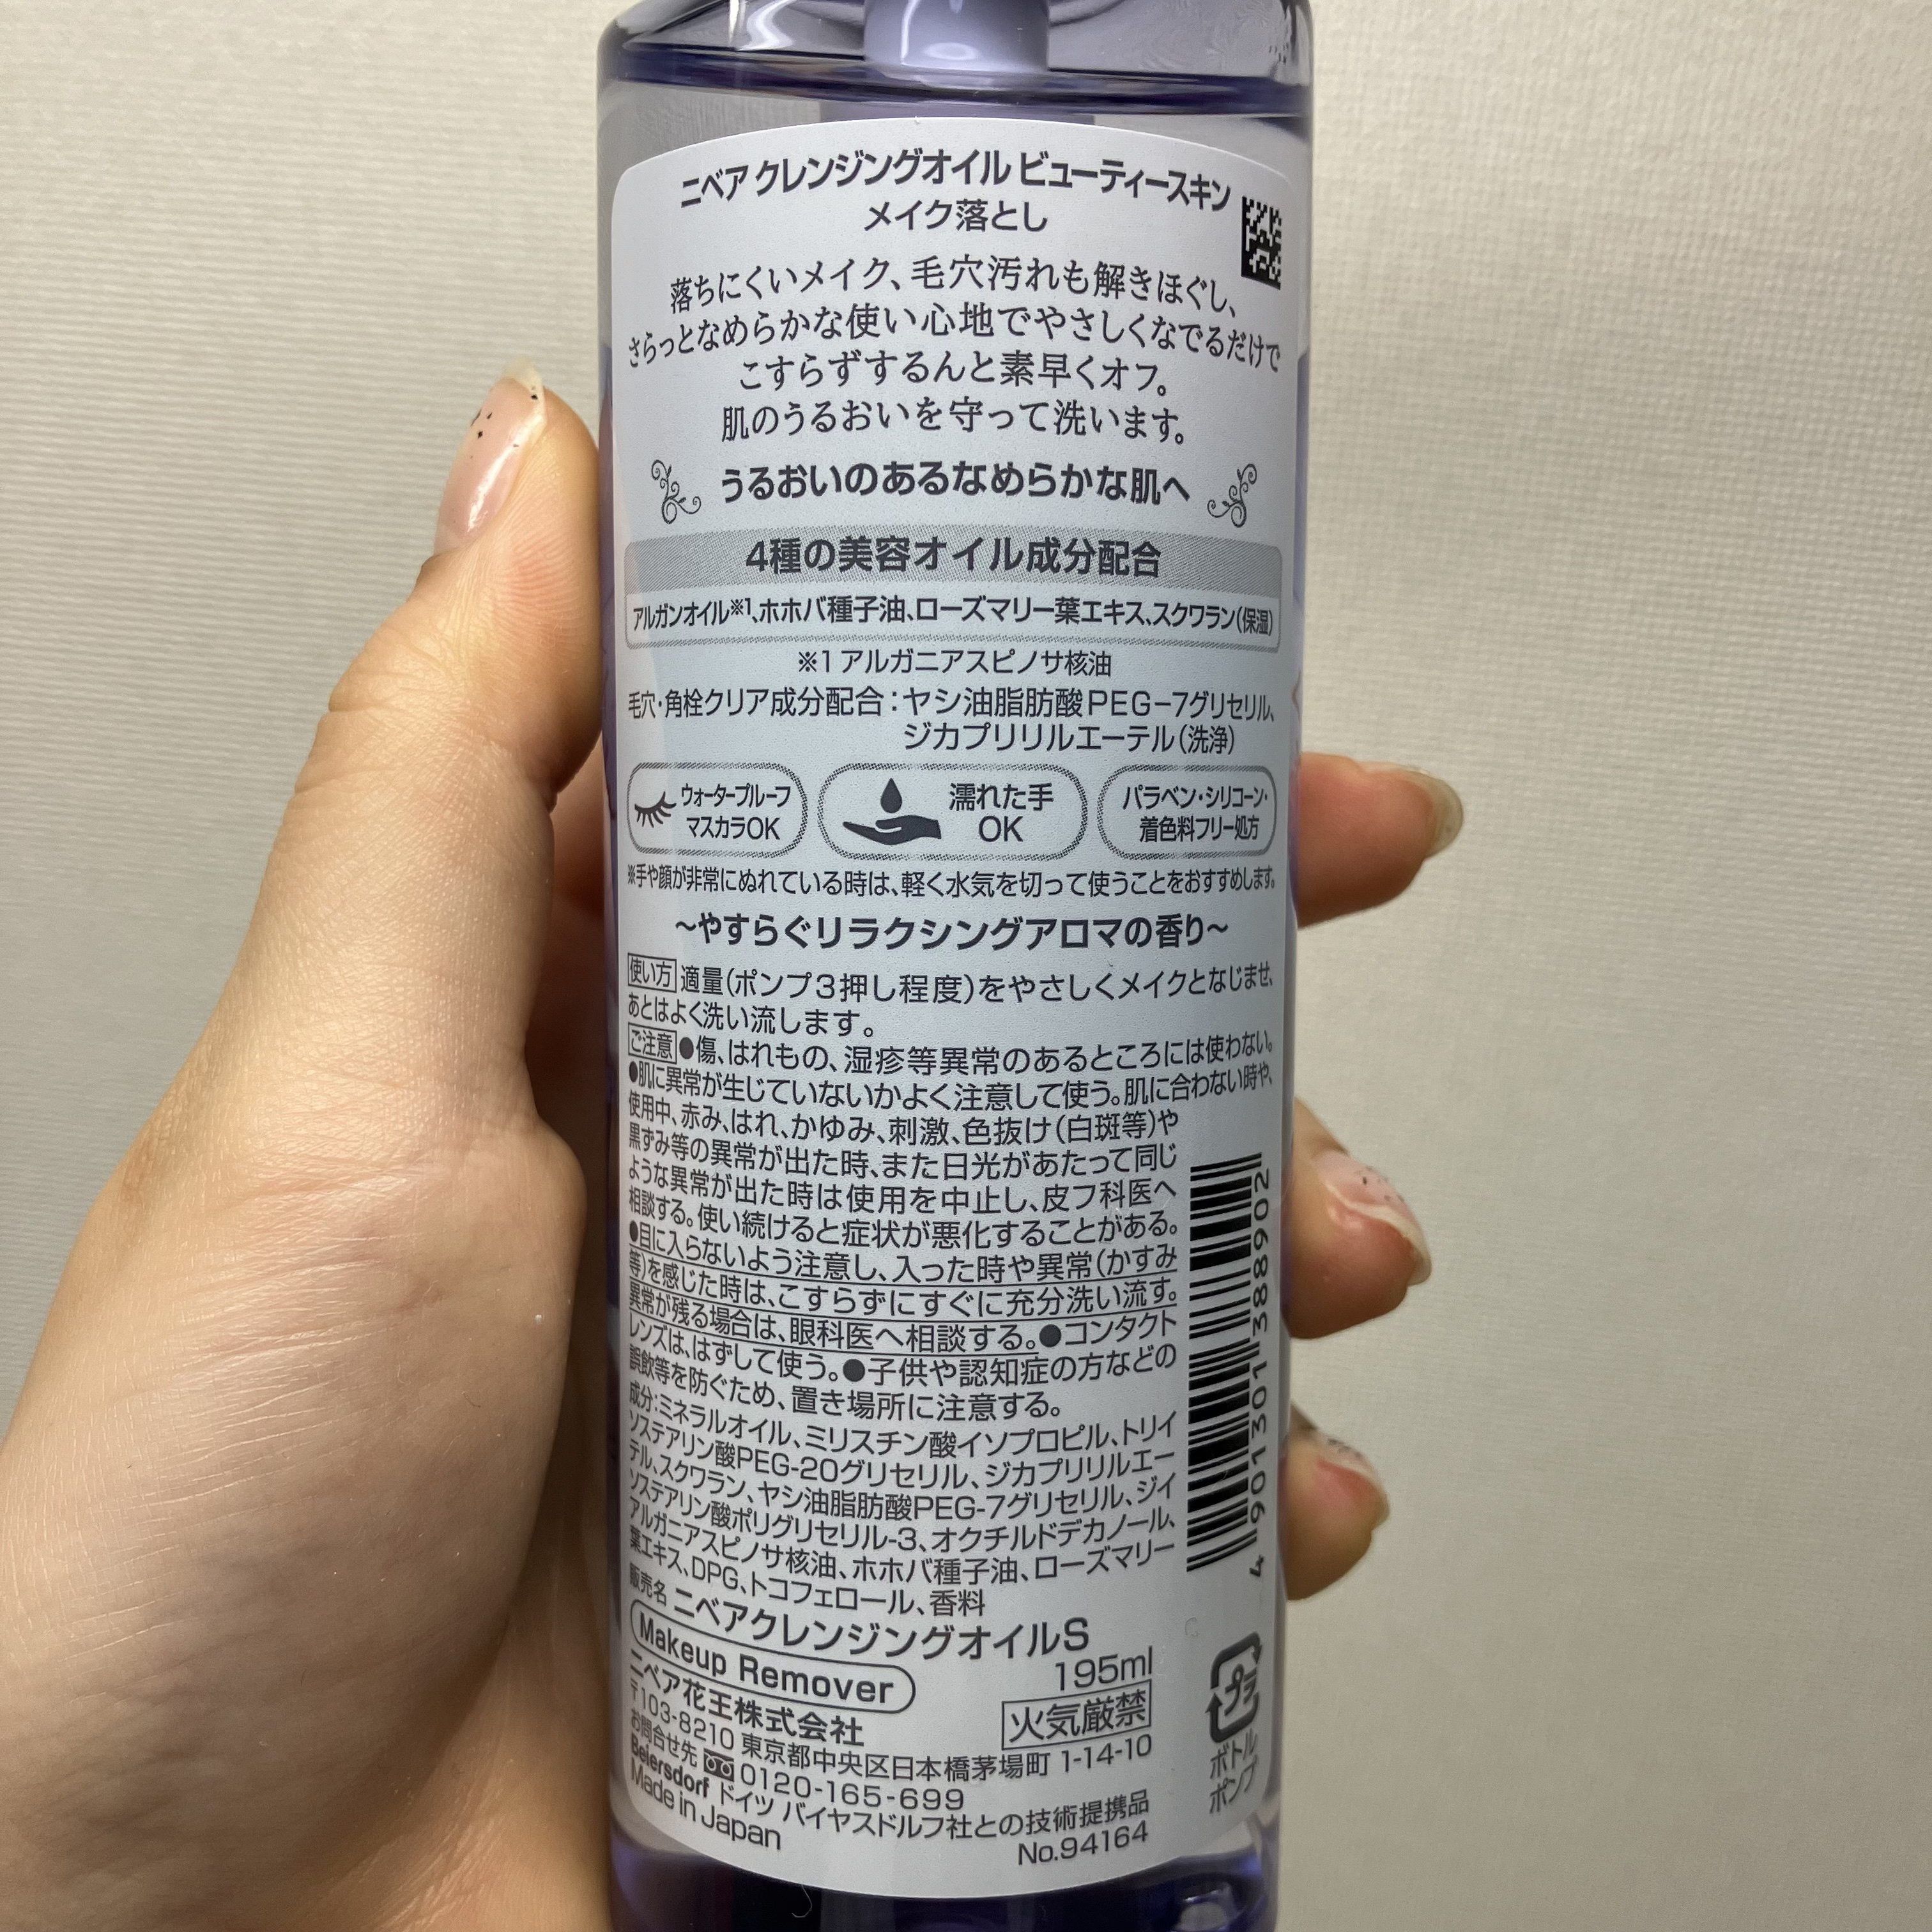 ニベア クレンジングオイル ビューティースキン
メイク落とし
落ちにくいメイク、毛穴汚れも解きほぐし、
さらっとなめらかな使い心地でやさしくなでるだけで
こすらずするんと素早くオフ。
肌のうるおいを守って洗います。
うるおいのあるなめらかな肌へ
4種の美容オイル成分配合
アルガンオイル※1、ホホバ種子油、ローズマリー葉エキス、スクワラン(保湿)
※1 アルガニアスピノサ核油
毛穴・角栓クリア成分配合:ヤシ油脂肪酸PEG-7グリセリル、
ジカプリリルエーテル(洗浄)
ウォータープルーフ
マスカラOK
濡れた手
OK
パラベン・シリコーン・
着色料フリー処方
※手や顔が非常にぬれている時は、軽く水気を切って使うことをおすすめします。
～やすらぐリラクシングアロマの香り～
使い方 適量(ポンプ3押し程度)をやさしくメイクとなじませ、
あとはよく洗い流します。
ご注意 ●傷、はれもの、湿疹等異常のあるところには使わない。
●肌に異常が生じていないかよく注意して使う。肌に合わない時や、
使用中、赤み、はれ、かゆみ、刺激、色抜け(白斑等)や
黒ずみ等の異常が出た時、また日光があたって同じ
ような異常が出た時は使用を中止し、皮フ科医へ
相談する。使い続けると症状が悪化することがある。
●目に入らないよう注意し、入った時や異常(かすみ
等)を感じた時は、こすらずにすぐに充分洗い流す。
異常が残る場合は、眼科医へ相談する。●コンタクト
レンズは、はずして使う。●子供や認知症の方などの
誤飲等を防ぐため、置き場所に注意する。
成分:ミネラルオイル、ミリスチン酸イソプロピル、トリイ
ソステアリン酸PEG-20グリセリル、ジカプリリルエー
テル、スクワラン、ヤシ油脂肪酸PEG-7グリセリル、ジイ
ソステアリン酸ポリグリセリル-3、オクチルドデカノール、
アルガニアスピノサ核油、ホホバ種子油、ローズマリー
葉エキス、DPG、トコフェロール、香料
販売名 ニベアクレンジングオイルS
Makeup Remover
195ml
ニベア花王株式会社
火気厳禁
〒103-8210 東京都中央区日本橋茅場町 1-14-10
お問合せ先 0120-165-699
Beiersdorf ドイツ バイヤスドルフ社との技術提携品
Made in Japan
No.94164
4 901301 388902
プラ
ボトル
ポンプ